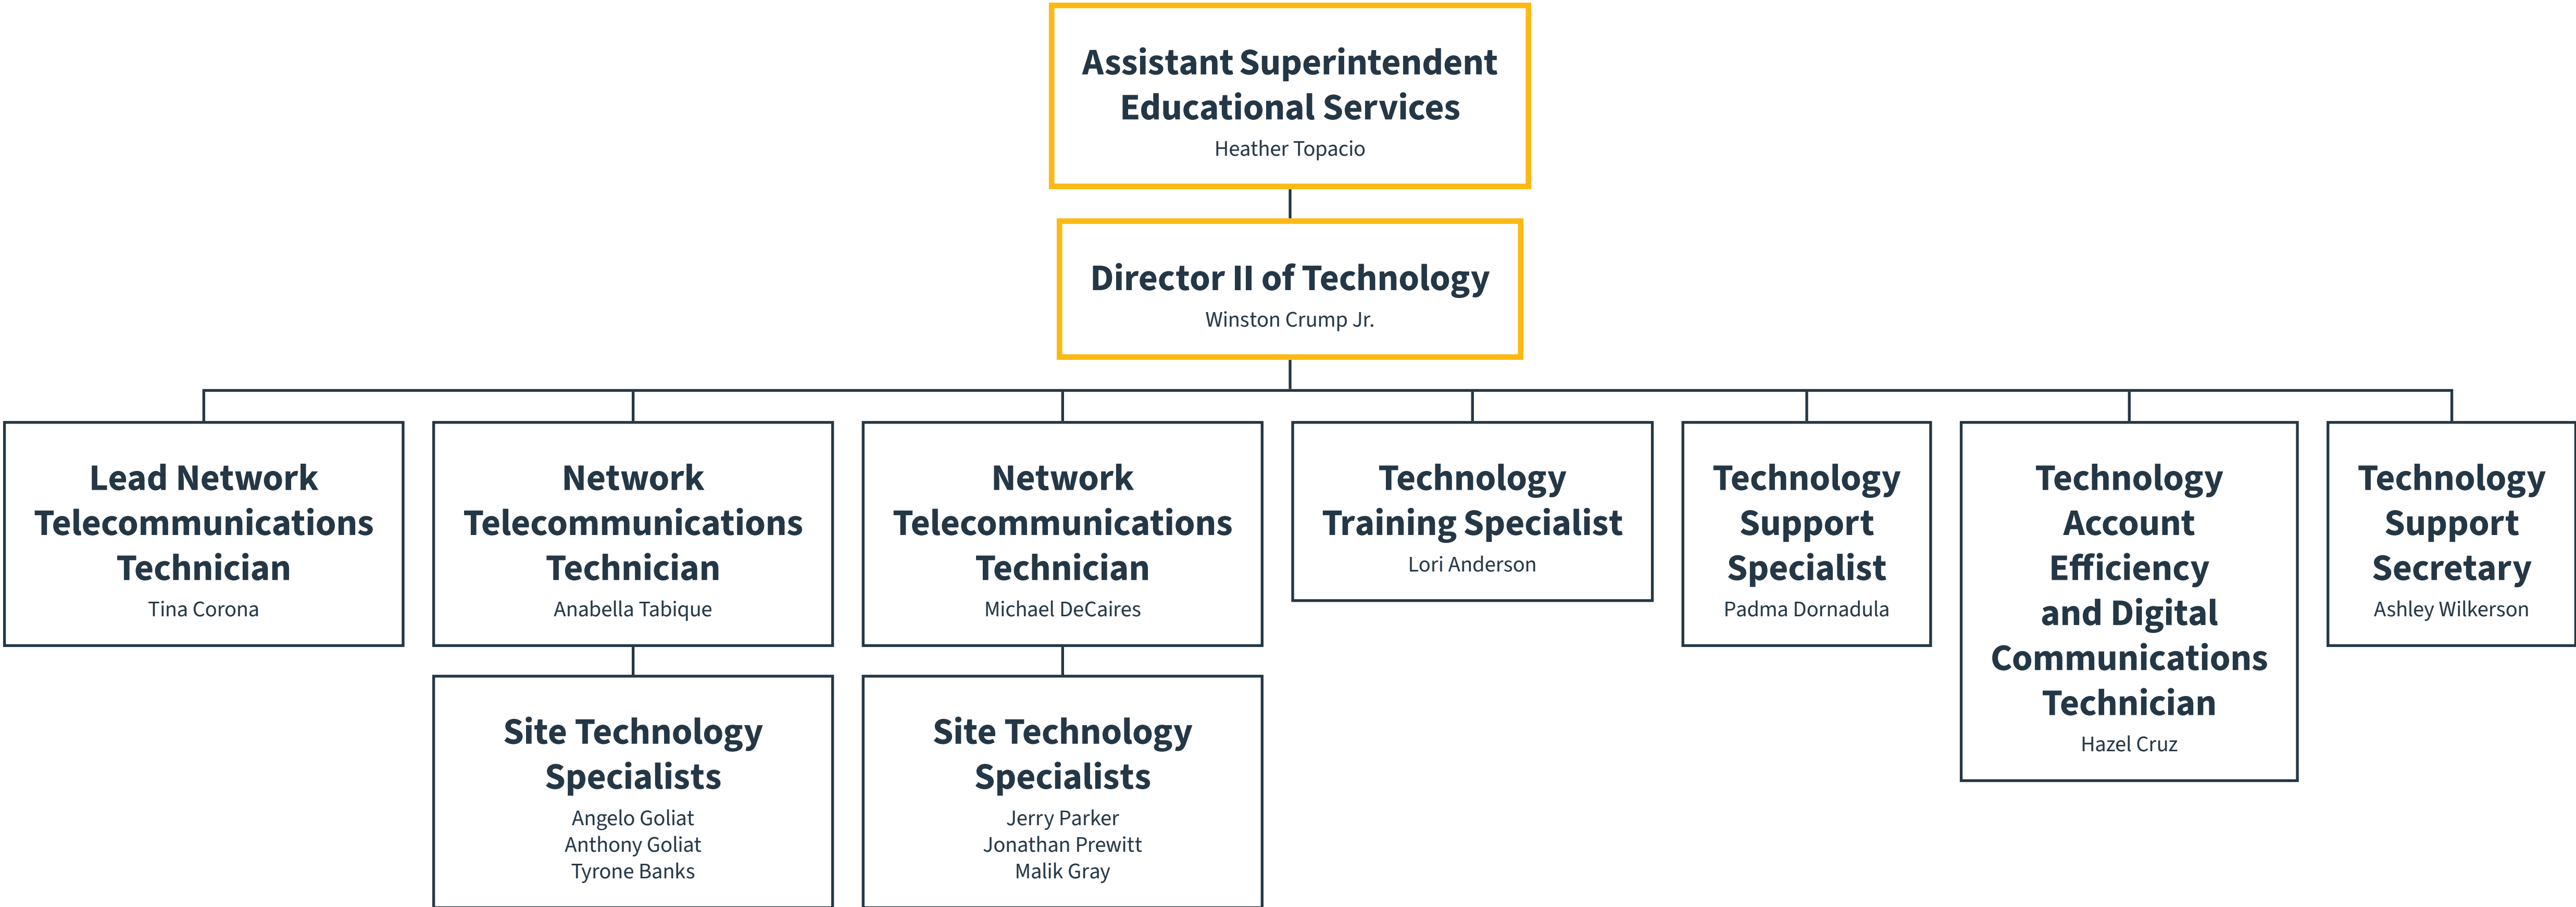 Assistant Superintendent
Educational Services
Heather Topacio
Director II of Technology
Winston Crump Jr.
Lead Network
Telecommunications
Technician
Tina Corona
Network
Telecommunications
Technician
Anabella Tabique
Network
Telecommunications
Technician
Michael DeCaires
Technology
Training Specialist
Lori Anderson
Technology
Support
Specialist
Padma Dornadula
Technology
Account
Efficiency
and Digital
Communications
Technician
Hazel Cruz
Technology
Support
Secretary
Ashley Wilkerson
Site Technology
Specialists
Angelo Goliat
Anthony Goliat
Tyrone Banks
Site Technology
Specialists
Jerry Parker
Jonathan Prewitt
Malik Gray